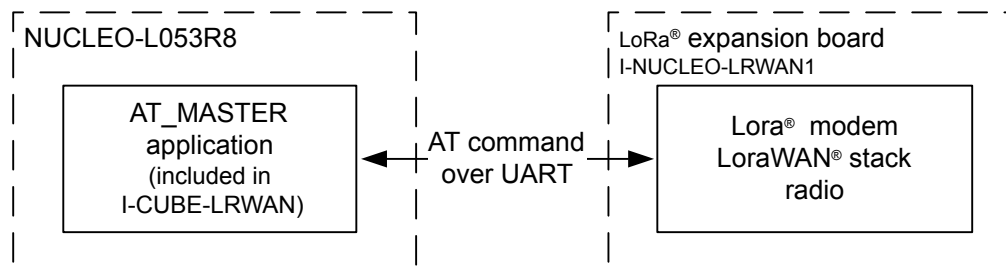 NUCLEO-L053R8
AT_MASTER
application
(included in
I-CUBE-LRWAN)
AT command
over UART
LoRa® expansion board
I-NUCLEO-LRWAN1
Lora® modem
LoraWAN® stack
radio